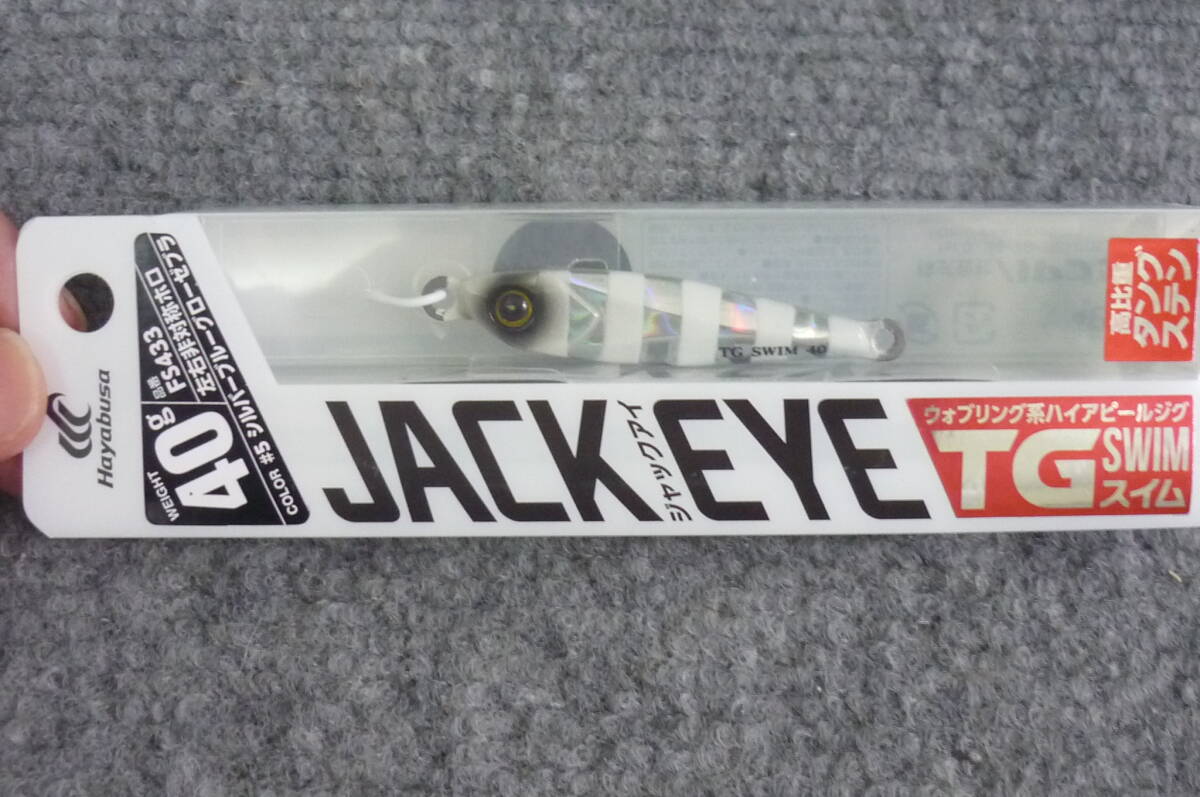 Hayabusa
WEIGHT
40g
品番
FS433
左右非対称ホロ
COLOR #5 シルバーブルーグローゼブラ
TG SWIM 40
高比重
タングステン
JACKEYE
ジャックアイ
ウォブリング系ハイアピールジグ
TG
SWIM
スイム